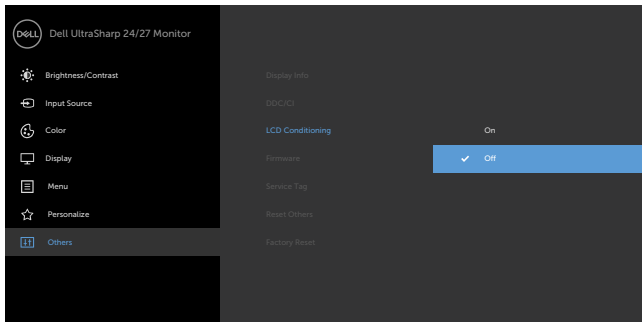 DELL Dell UltraSharp 24/27 Monitor
Brightness/Contrast
Input Source
Color
Display
Menu
Personalize
Others
Display Info
DDC/CI
LCD Conditioning
Firmware
Service Tag
Reset Others
Factory Reset
On
Off